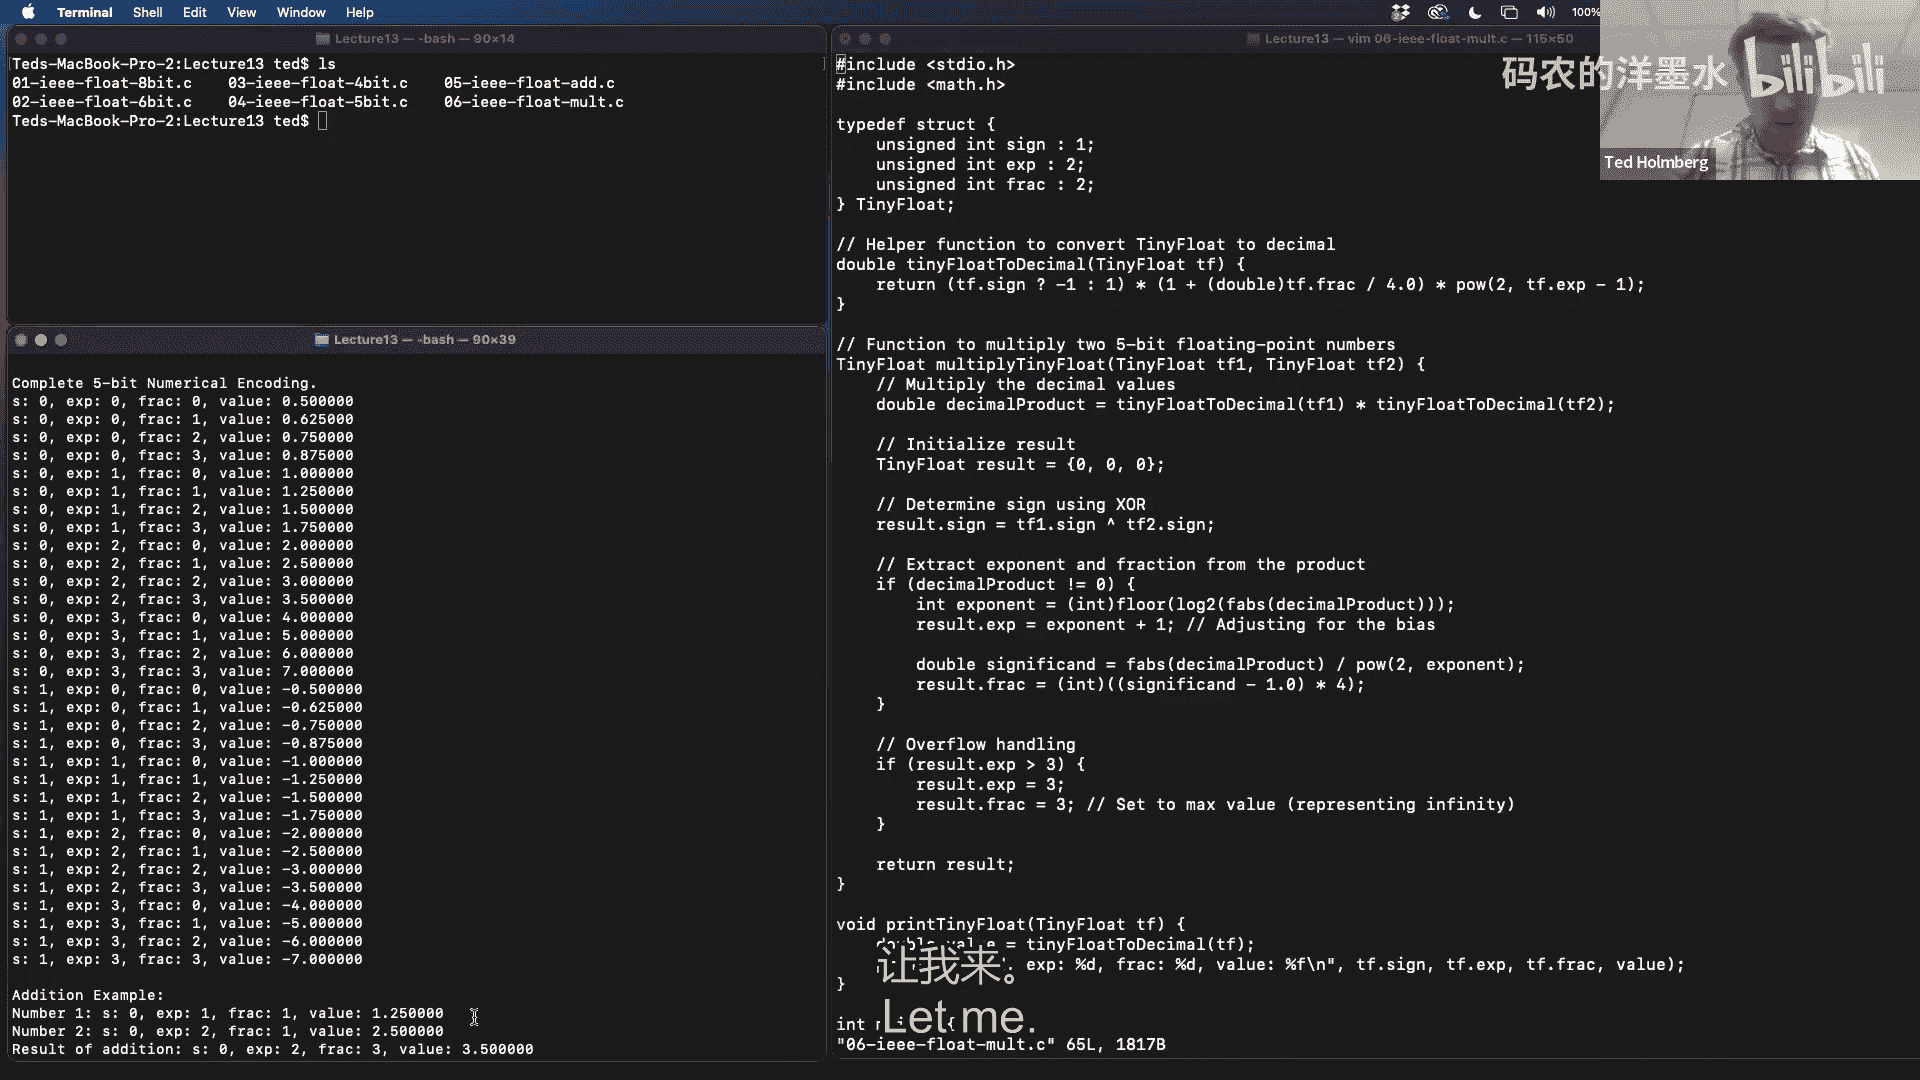 Terminal Shell Edit View Window Help 100%
Lecture13 — -bash — 90×14
Teds-MacBook-Pro-2:Lecture13 ted$ ls
01-ieee-float-8bit.c 03-ieee-float-4bit.c 05-ieee-float-add.c
02-ieee-float-6bit.c 04-ieee-float-5bit.c 06-ieee-float-mult.c
Teds-MacBook-Pro-2:Lecture13 ted$
Lecture13 — -bash — 90×39
Complete 5-bit Numerical Encoding.
s: 0, exp: 0, frac: 0, value: 0.500000
s: 0, exp: 0, frac: 1, value: 0.625000
s: 0, exp: 0, frac: 2, value: 0.750000
s: 0, exp: 0, frac: 3, value: 0.875000
s: 0, exp: 1, frac: 0, value: 1.000000
s: 0, exp: 1, frac: 1, value: 1.250000
s: 0, exp: 1, frac: 2, value: 1.500000
s: 0, exp: 1, frac: 3, value: 1.750000
s: 0, exp: 2, frac: 0, value: 2.000000
s: 0, exp: 2, frac: 1, value: 2.500000
s: 0, exp: 2, frac: 2, value: 3.000000
s: 0, exp: 2, frac: 3, value: 3.500000
s: 0, exp: 3, frac: 0, value: 4.000000
s: 0, exp: 3, frac: 1, value: 5.000000
s: 0, exp: 3, frac: 2, value: 6.000000
s: 0, exp: 3, frac: 3, value: 7.000000
s: 1, exp: 0, frac: 0, value: -0.500000
s: 1, exp: 0, frac: 1, value: -0.625000
s: 1, exp: 0, frac: 2, value: -0.750000
s: 1, exp: 0, frac: 3, value: -0.875000
s: 1, exp: 1, frac: 0, value: -1.000000
s: 1, exp: 1, frac: 1, value: -1.250000
s: 1, exp: 1, frac: 2, value: -1.500000
s: 1, exp: 1, frac: 3, value: -1.750000
s: 1, exp: 2, frac: 0, value: -2.000000
s: 1, exp: 2, frac: 1, value: -2.500000
s: 1, exp: 2, frac: 2, value: -3.000000
s: 1, exp: 2, frac: 3, value: -3.500000
s: 1, exp: 3, frac: 0, value: -4.000000
s: 1, exp: 3, frac: 1, value: -5.000000
s: 1, exp: 3, frac: 2, value: -6.000000
s: 1, exp: 3, frac: 3, value: -7.000000
Addition Example:
Number 1: s: 0, exp: 1, frac: 1, value: 1.250000
Number 2: s: 0, exp: 2, frac: 1, value: 2.500000
Result of addition: s: 0, exp: 2, frac: 3, value: 3.500000
Lecture13 — vim 06-ieee-float-mult.c — 115×50
#include <stdio.h>
#include <math.h>
typedef struct {
unsigned int sign : 1;
unsigned int exp : 2;
unsigned int frac : 2;
} TinyFloat;
// Helper function to convert TinyFloat to decimal
double tinyFloatToDecimal(TinyFloat tf) {
return (tf.sign ? -1 : 1) * (1 + (double)tf.frac / 4.0) * pow(2, tf.exp - 1);
}
// Function to multiply two 5-bit floating-point numbers
TinyFloat multiplyTinyFloat(TinyFloat tf1, TinyFloat tf2) {
// Multiply the decimal values
double decimalProduct = tinyFloatToDecimal(tf1) * tinyFloatToDecimal(tf2);
// Initialize result
TinyFloat result = {0, 0, 0};
// Determine sign using XOR
result.sign = tf1.sign ^ tf2.sign;
// Extract exponent and fraction from the product
if (decimalProduct != 0) {
int exponent = (int)floor(log2(fabs(decimalProduct)));
result.exp = exponent + 1; // Adjusting for the bias
double significand = fabs(decimalProduct) / pow(2, exponent);
result.frac = (int)((significand - 1.0) * 4);
}
// Overflow handling
if (result.exp > 3) {
result.exp = 3;
result.frac = 3; // Set to max value (representing infinity)
}
return result;
}
void printTinyFloat(TinyFloat tf) {
= tinyFloatToDecimal(tf);
exp: %d, frac: %d, value: %f\n", tf.sign, tf.exp, tf.frac, value);
}
int {
"06-ieee-float-mult.c" 65L, 1817B
码农的洋墨水 bilibili
Ted Holmberg
让我来。
Let me.